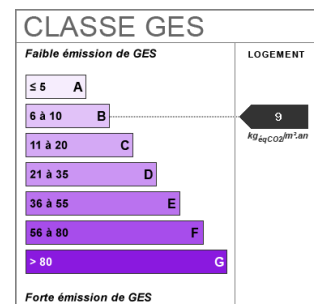 CLASSE GES
Faible émission de GES
LOGEMENT
≤ 5 A
6 à 10 B
9
kgéqCO2/m².an
11 à 20 C
21 à 35 D
36 à 55 E
56 à 80 F
> 80 G
Forte émission de GES